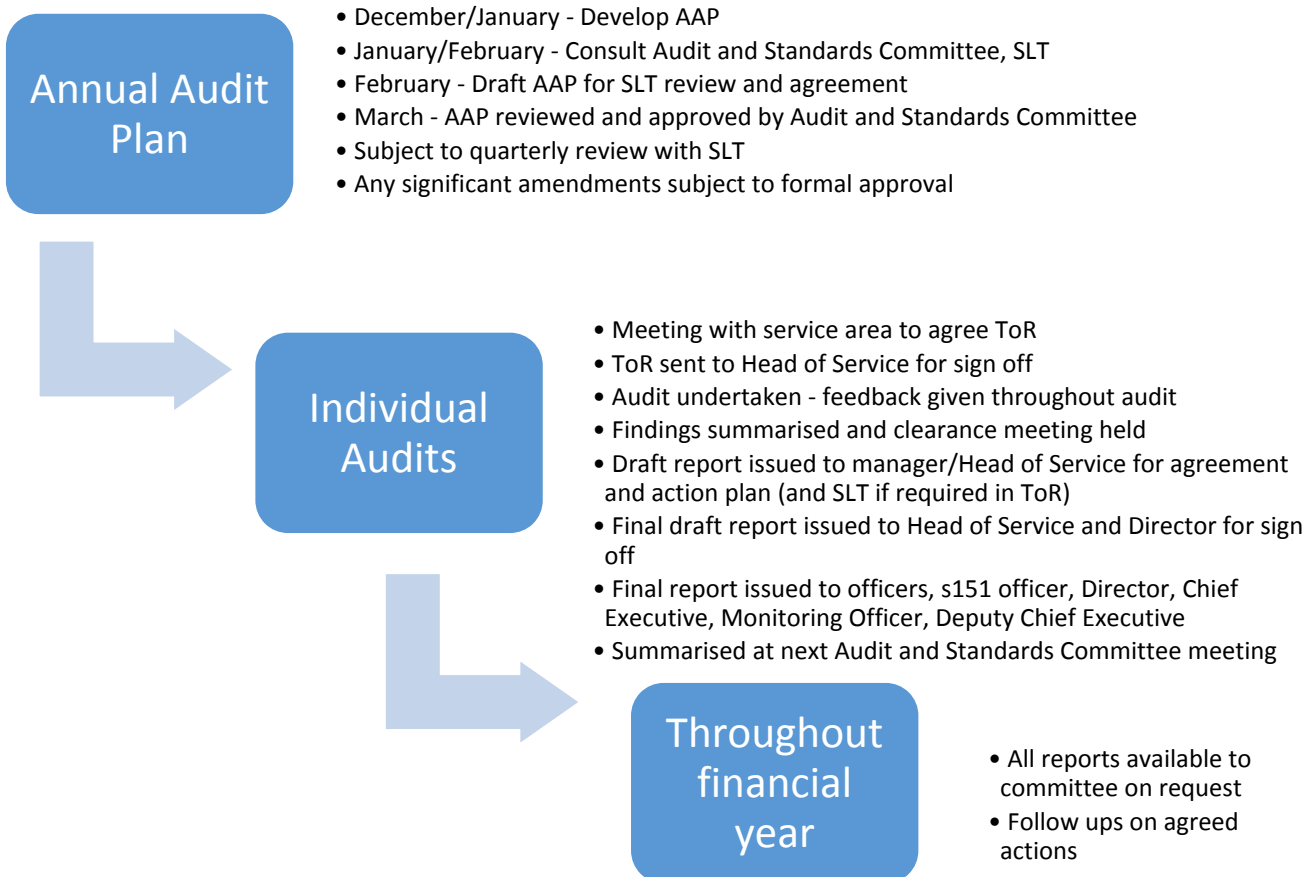 Annual Audit
Plan
• December/January - Develop AAP
• January/February - Consult Audit and Standards Committee, SLT
• February - Draft AAP for SLT review and agreement
• March - AAP reviewed and approved by Audit and Standards Committee
• Subject to quarterly review with SLT
• Any significant amendments subject to formal approval
Individual
Audits
• Meeting with service area to agree ToR
• ToR sent to Head of Service for sign off
• Audit undertaken - feedback given throughout audit
• Findings summarised and clearance meeting held
• Draft report issued to manager/Head of Service for agreement
and action plan (and SLT if required in ToR)
• Final draft report issued to Head of Service and Director for sign
off
• Final report issued to officers, s151 officer, Director, Chief
Executive, Monitoring Officer, Deputy Chief Executive
• Summarised at next Audit and Standards Committee meeting
Throughout
financial
year
• All reports available to
committee on request
• Follow ups on agreed
actions